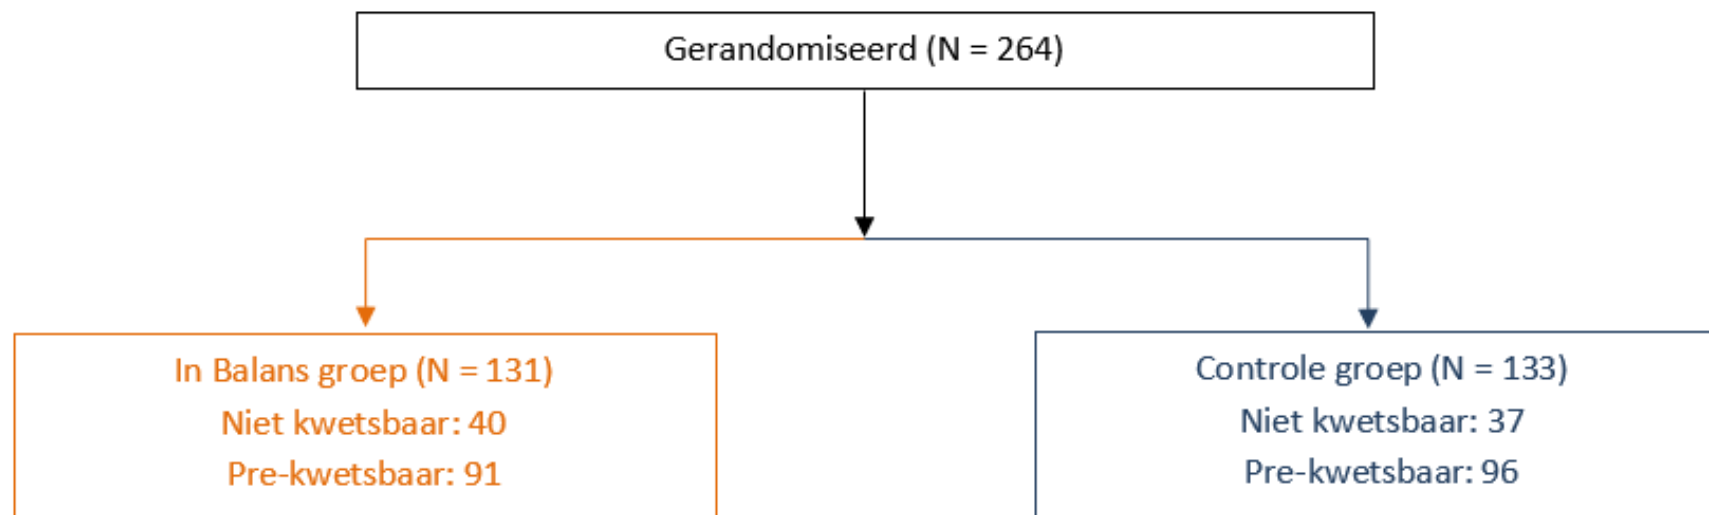 Gerandomiseerd (N = 264)
In Balans groep (N = 131)
Niet kwetsbaar: 40
Pre-kwetsbaar: 91
Controle groep (N = 133)
Niet kwetsbaar: 37
Pre-kwetsbaar: 96